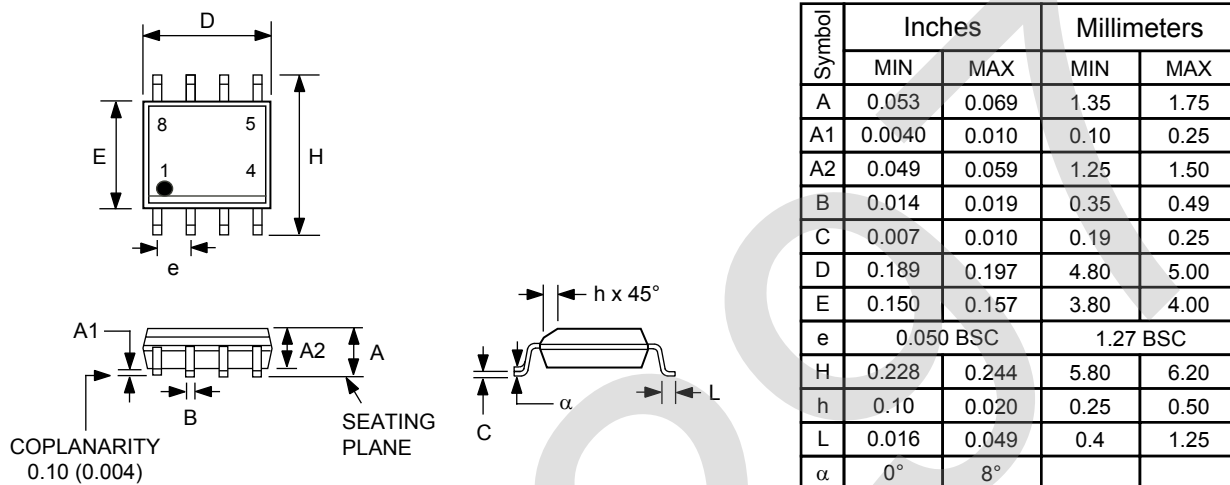 D
8 5
E H
1 4
e
A1 A2 A
B
COPLANARITY
0.10 (0.004)
SEATING
PLANE
h x 45°
C α L
Symbol Inches Millimeters
MIN MAX MIN MAX
A 0.053 0.069 1.35 1.75
A1 0.0040 0.010 0.10 0.25
A2 0.049 0.059 1.25 1.50
B 0.014 0.019 0.35 0.49
C 0.007 0.010 0.19 0.25
D 0.189 0.197 4.80 5.00
E 0.150 0.157 3.80 4.00
e 0.050 BSC 1.27 BSC
H 0.228 0.244 5.80 6.20
h 0.10 0.020 0.25 0.50
L 0.016 0.049 0.4 1.25
α 0° 8°